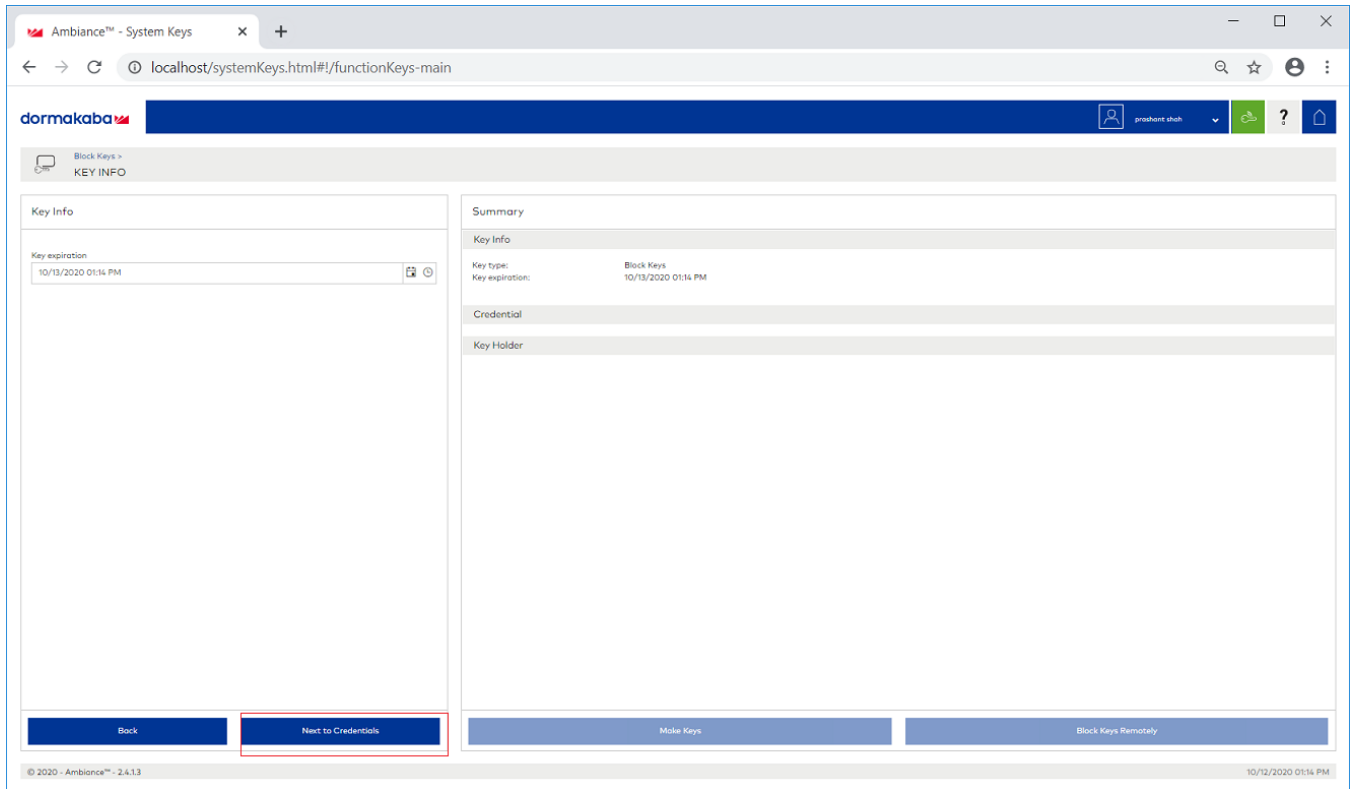 Ambiance™ - System Keys
localhost/systemKeys.html#!/functionKeys-main
dormakaba
prashant shah
?
Block Keys >
KEY INFO
Key Info
Key expiration
10/13/2020 01:14 PM
Back
Next to Credentials
Summary
Key Info
Key type: Block Keys
Key expiration: 10/13/2020 01:14 PM
Credential
Key Holder
Make Keys
Block Keys Remotely
© 2020 - Ambiance™ - 2.4.1.3
10/12/2020 01:14 PM